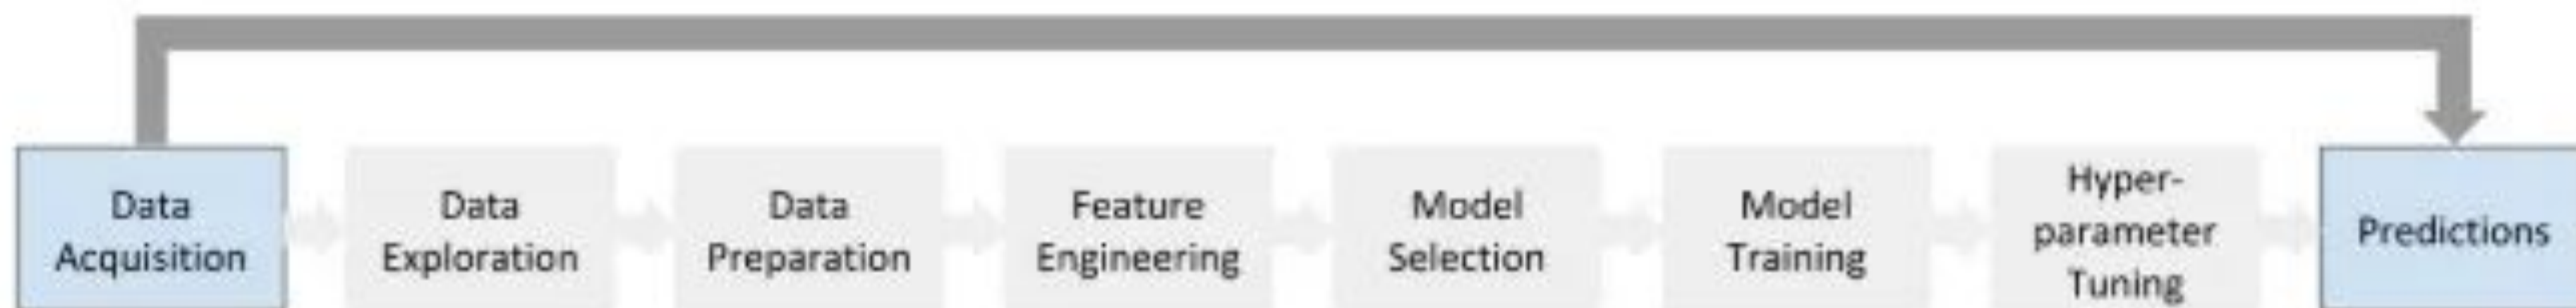 Data
Acquisition
Data
Exploration
Data
Preparation
Feature
Engineering
Model
Selection
Model
Training
Hyper-
parameter
Tuning
Predictions